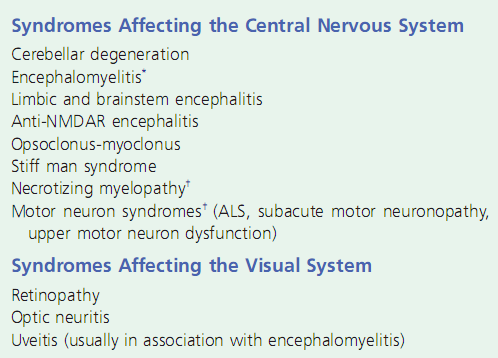 Syndromes Affecting the Central Nervous System
Cerebellar degeneration
Encephalomyelitis*
Limbic and brainstem encephalitis
Anti-NMDAR encephalitis
Opsoclonus-myoclonus
Stiff man syndrome
Necrotizing myelopathy†
Motor neuron syndromes† (ALS, subacute motor neuronopathy,
upper motor neuron dysfunction)
Syndromes Affecting the Visual System
Retinopathy
Optic neuritis
Uveitis (usually in association with encephalomyelitis)